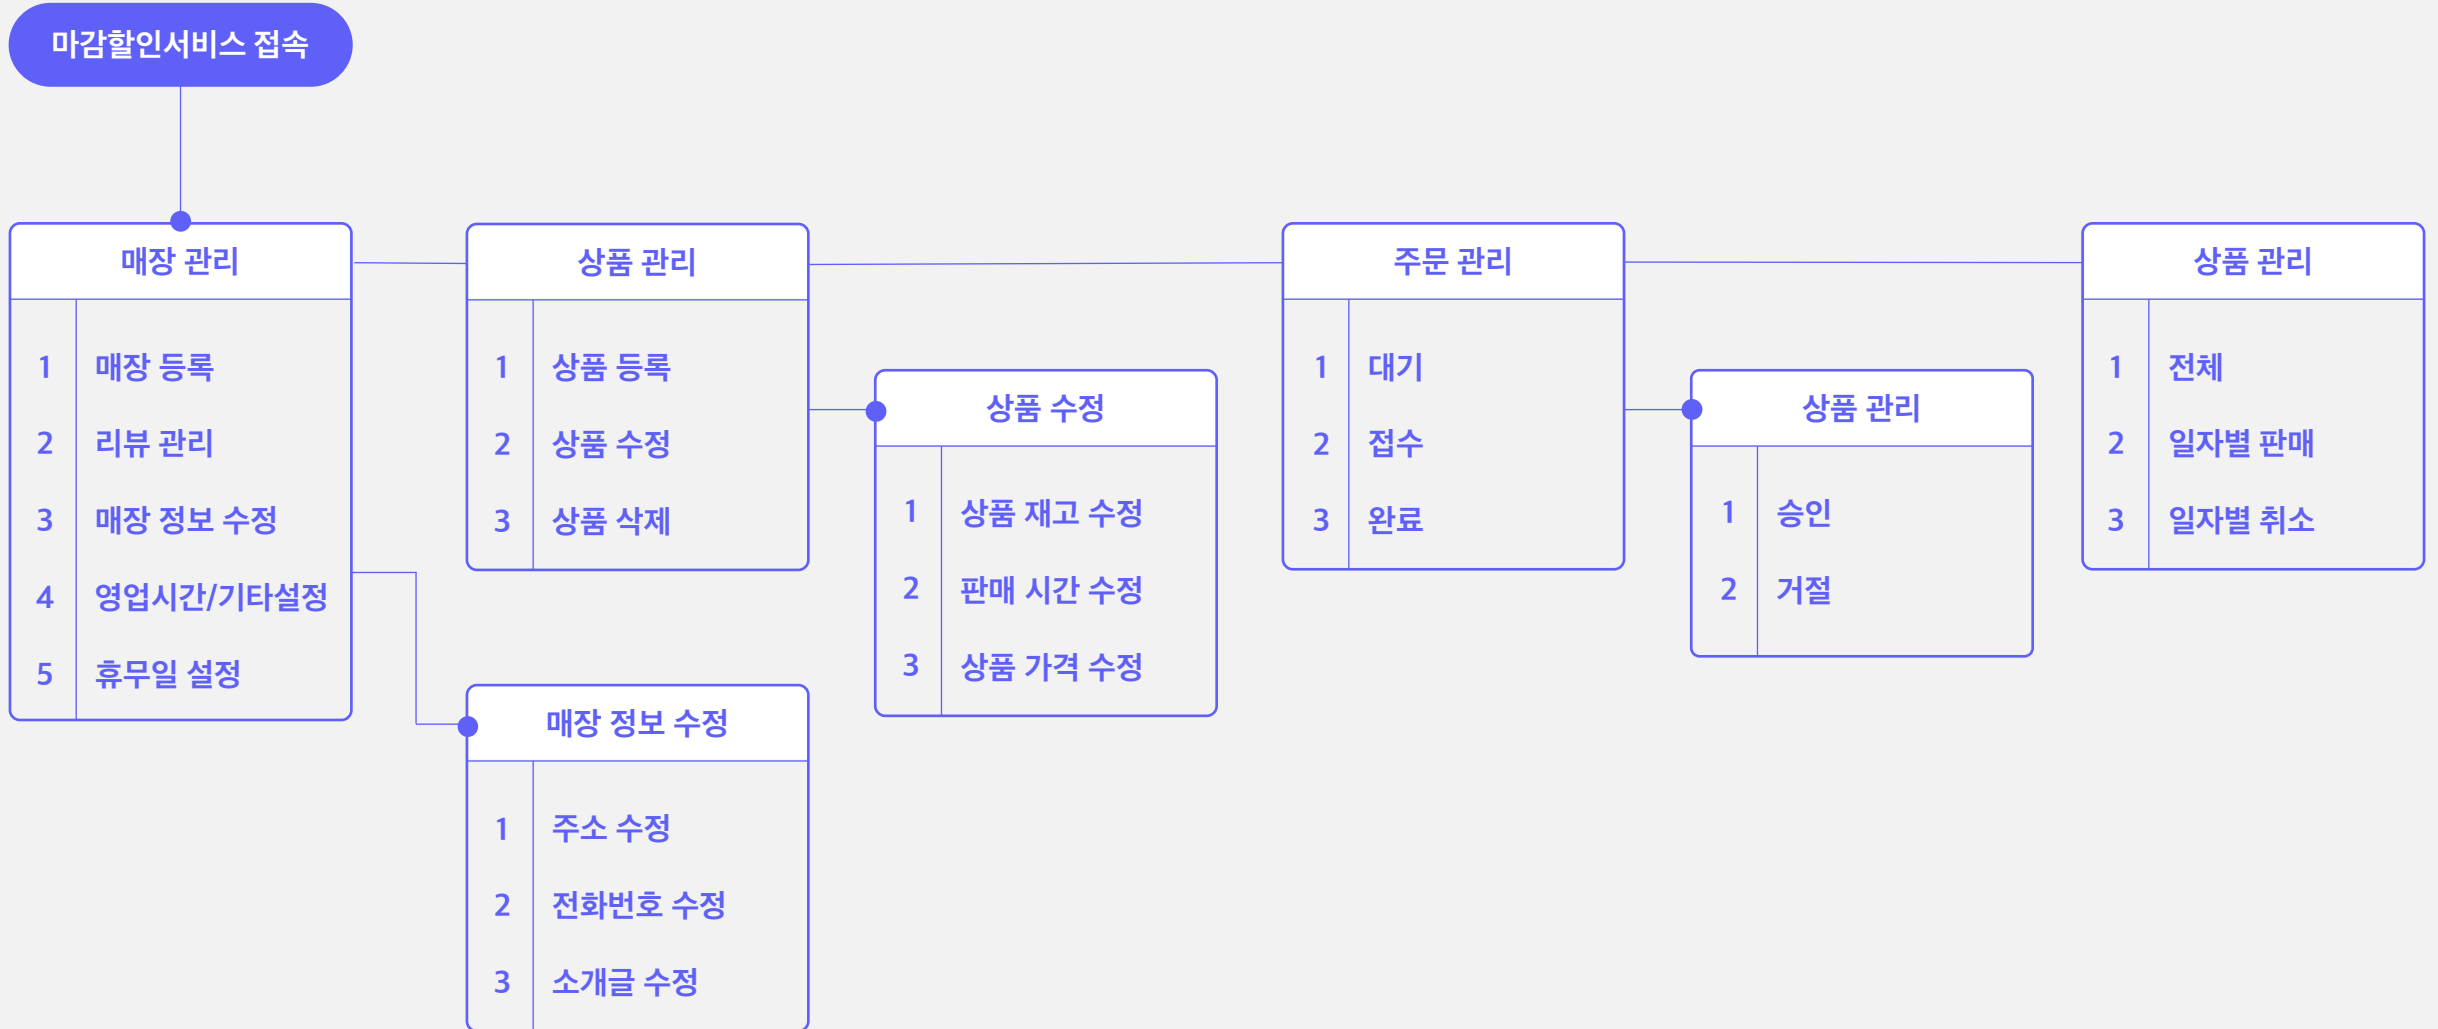 마감할인서비스 접속
매장 관리
1 매장 등록
2 리뷰 관리
3 매장 정보 수정
4 영업시간/기타설정
5 휴무일 설정
상품 관리
1 상품 등록
2 상품 수정
3 상품 삭제
매장 정보 수정
1 주소 수정
2 전화번호 수정
3 소개글 수정
상품 수정
1 상품 재고 수정
2 판매 시간 수정
3 상품 가격 수정
주문 관리
1 대기
2 접수
3 완료
상품 관리
1 승인
2 거절
상품 관리
1 전체
2 일자별 판매
3 일자별 취소